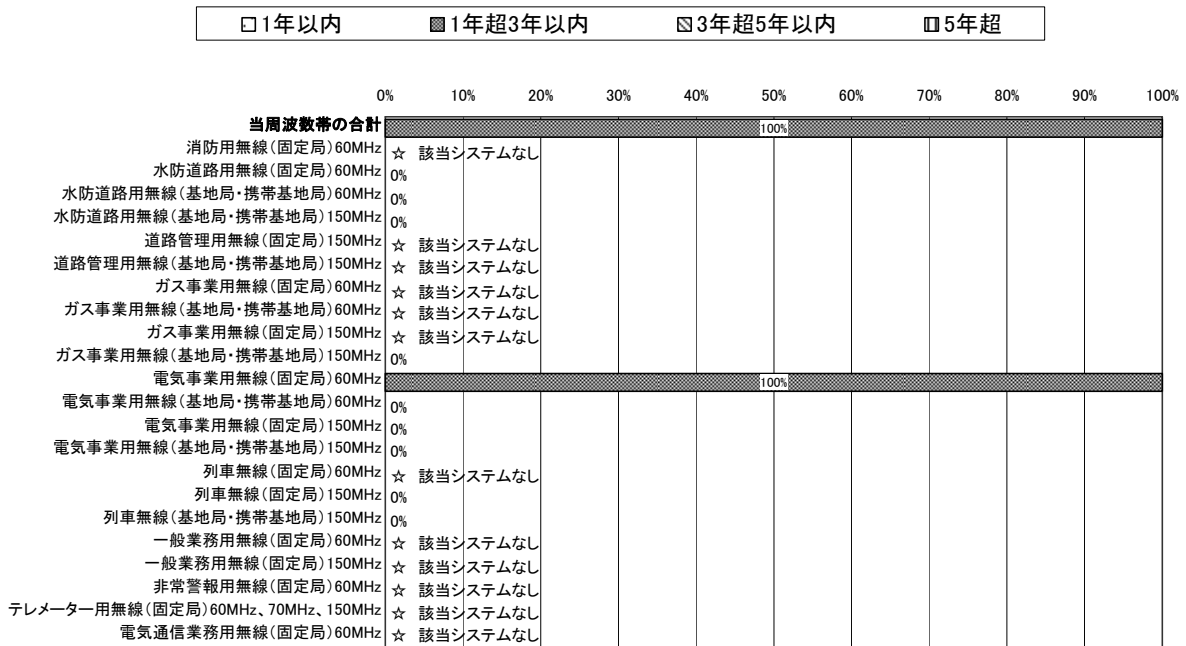 1年以内 1年超3年以内 3年超5年以内 5年超
0% 10% 20% 30% 40% 50% 60% 70% 80% 90% 100%
当周波数帯の合計 100%
消防用無線(固定局)60MHz ☆ 該当システムなし
水防道路用無線(固定局)60MHz 0%
水防道路用無線(基地局・携帯基地局)60MHz 0%
水防道路用無線(基地局・携帯基地局)150MHz 0%
道路管理用無線(固定局)150MHz ☆ 該当システムなし
道路管理用無線(基地局・携帯基地局)150MHz ☆ 該当システムなし
ガス事業用無線(固定局)60MHz ☆ 該当システムなし
ガス事業用無線(基地局・携帯基地局)60MHz ☆ 該当システムなし
ガス事業用無線(固定局)150MHz ☆ 該当システムなし
ガス事業用無線(基地局・携帯基地局)150MHz 0%
電気事業用無線(固定局)60MHz 100%
電気事業用無線(基地局・携帯基地局)60MHz 0%
電気事業用無線(固定局)150MHz 0%
電気事業用無線(基地局・携帯基地局)150MHz 0%
列車無線(固定局)60MHz ☆ 該当システムなし
列車無線(固定局)150MHz 0%
列車無線(基地局・携帯基地局)150MHz 0%
一般業務用無線(固定局)60MHz ☆ 該当システムなし
一般業務用無線(固定局)150MHz ☆ 該当システムなし
非常警報用無線(固定局)60MHz ☆ 該当システムなし
テレメーター用無線(固定局)60MHz、70MHz、150MHz ☆ 該当システムなし
電気通信業務用無線(固定局)60MHz ☆ 該当システムなし